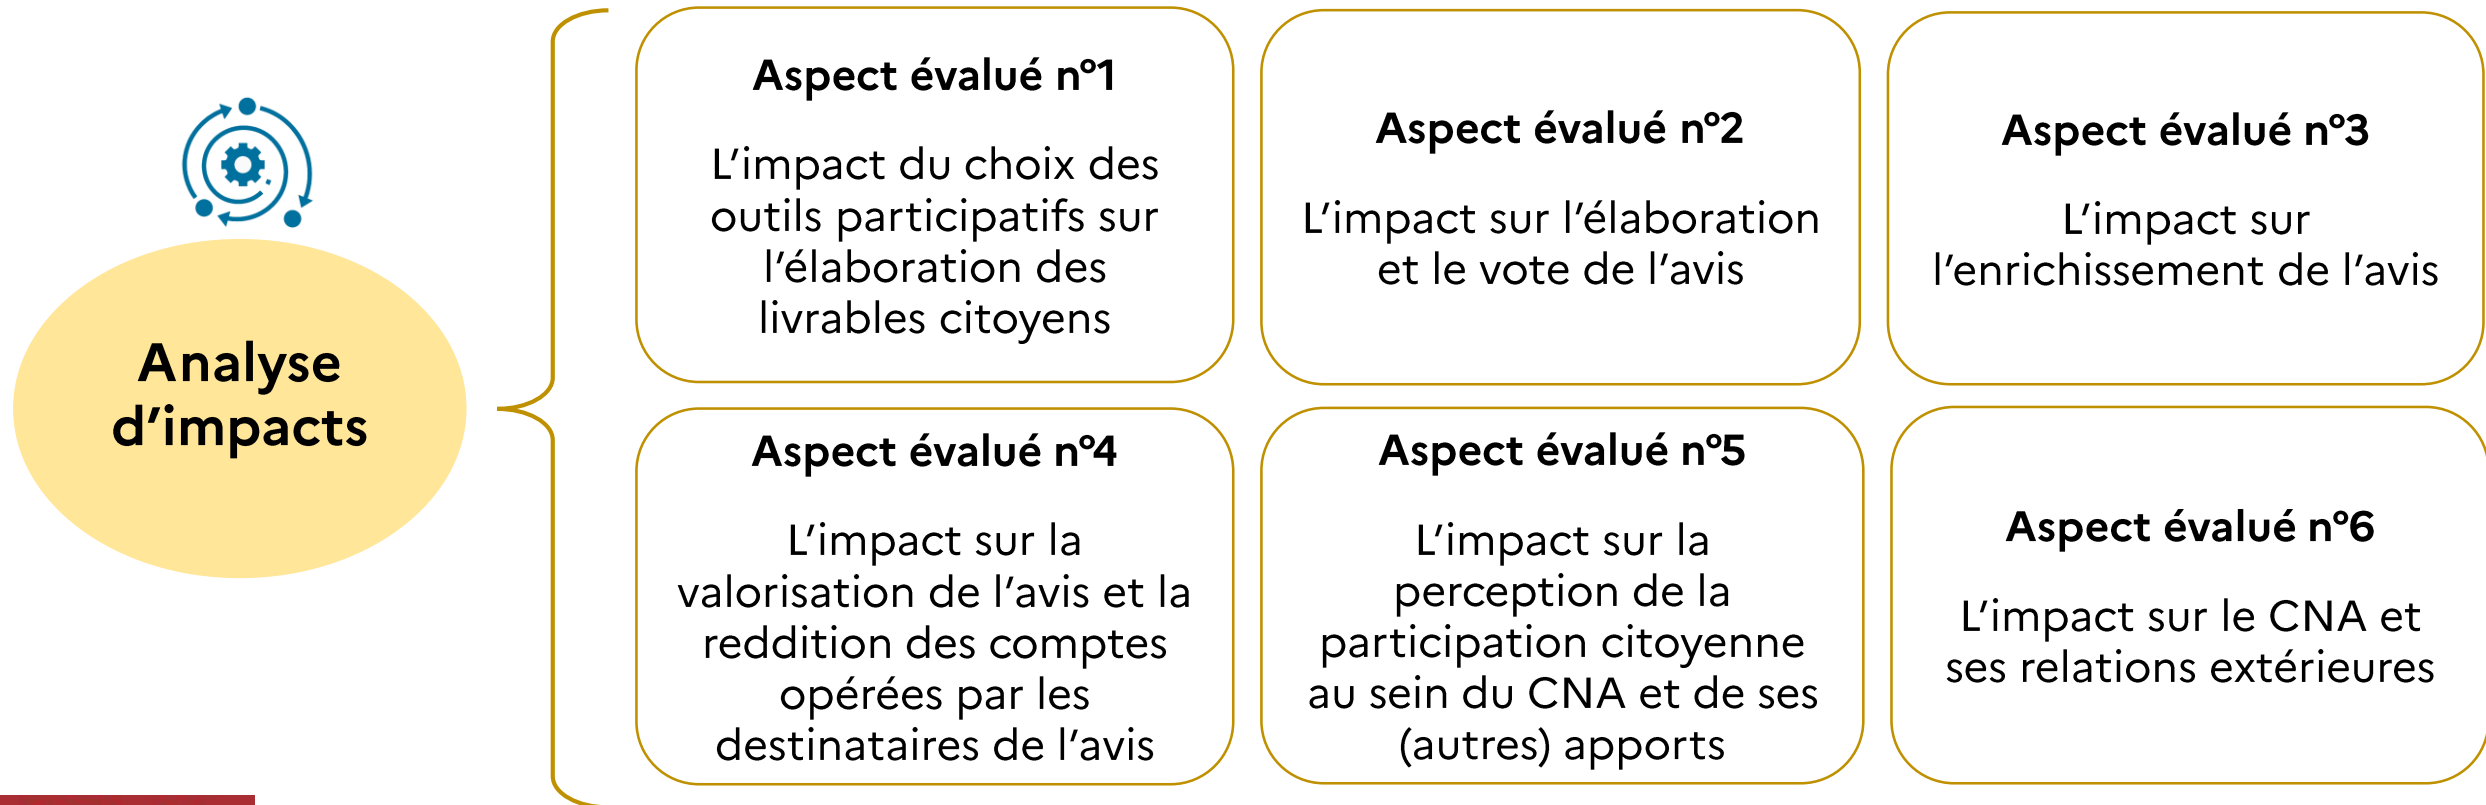 Analyse
d’impacts
Aspect évalué n°1
L’impact du choix des
outils participatifs sur
l’élaboration des
livrables citoyens
Aspect évalué n°2
L’impact sur l’élaboration
et le vote de l’avis
Aspect évalué n°3
L’impact sur
l’enrichissement de l’avis
Aspect évalué n°4
L’impact sur la
valorisation de l’avis et la
reddition des comptes
opérées par les
destinataires de l’avis
Aspect évalué n°5
L’impact sur la
perception de la
participation citoyenne
au sein du CNA et de ses
(autres) apports
Aspect évalué n°6
L’impact sur le CNA et
ses relations extérieures